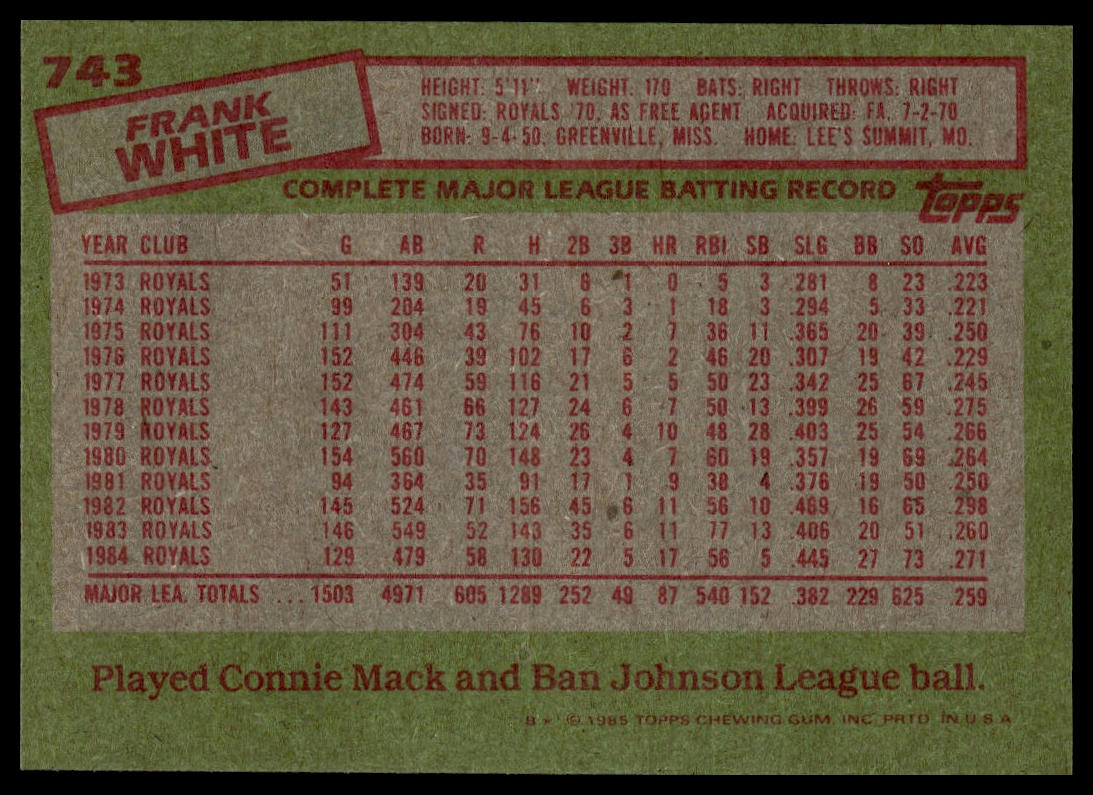 743
FRANK
WHITE
HEIGHT: 5'11" WEIGHT: 170 BATS: RIGHT THROWS: RIGHT
SIGNED: ROYALS '70, AS FREE AGENT ACQUIRED: FA, 7-2-70
BORN: 9-4-50, GREENVILLE, MISS. HOME: LEE'S SUMMIT, MO.
COMPLETE MAJOR LEAGUE BATTING RECORD
topps
YEAR CLUB G AB R H 2B 3B HR RBI SB SLG BB SO AVG
1973 ROYALS 51 139 20 31 6 1 0 5 3 .281 8 23 .223
1974 ROYALS 99 204 19 45 6 3 1 18 3 .294 5 33 .221
1975 ROYALS 111 304 43 76 10 2 7 36 11 .365 20 39 .250
1976 ROYALS 152 446 39 102 17 6 2 46 20 .307 19 42 .229
1977 ROYALS 152 474 59 116 21 5 5 50 23 .342 25 67 .245
1978 ROYALS 143 461 66 127 24 6 7 50 13 .399 26 59 .275
1979 ROYALS 127 467 73 124 26 4 10 48 28 .403 25 54 .266
1980 ROYALS 154 560 70 148 23 4 7 60 19 .357 19 69 .264
1981 ROYALS 94 364 35 91 17 1 9 38 4 .376 19 50 .250
1982 ROYALS 145 524 71 156 45 6 11 56 10 .469 16 65 .298
1983 ROYALS 146 549 52 143 35 6 11 77 13 .406 20 51 .260
1984 ROYALS 129 479 58 130 22 5 17 56 5 .445 27 73 .271
MAJOR LEA. TOTALS ... 1503 4971 605 1289 252 49 87 540 152 .382 229 625 .259
Played Connie Mack and Ban Johnson League ball.
B * © 1985 TOPPS CHEWING GUM, INC. PRTD. IN U.S.A.